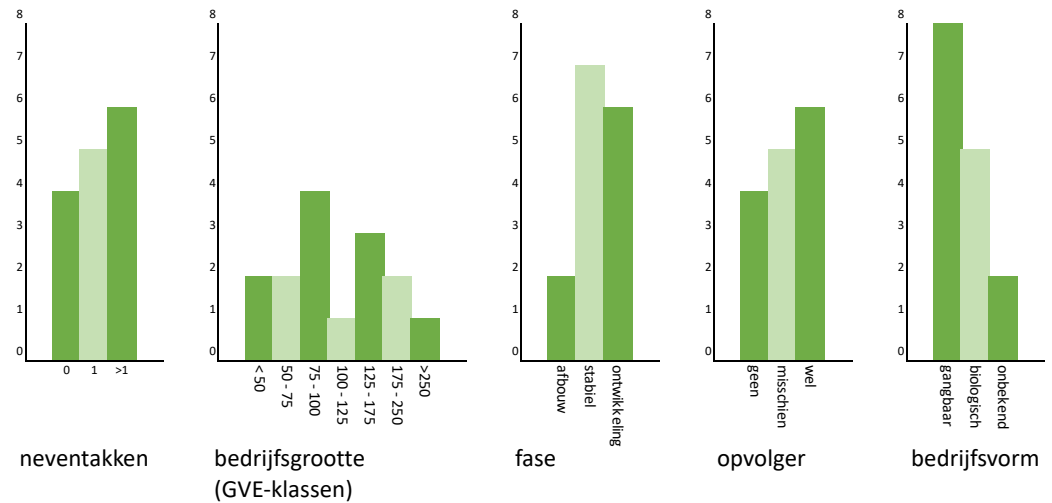 8
7
6
5
4
3
2
1
0
0 1 >1
neventakken
8
7
6
5
4
3
2
1
0
< 50
50 - 75
75 - 100
100 - 125
125 - 175
175 - 250
>250
bedrijfsgrootte
(GVE-klassen)
8
7
6
5
4
3
2
1
0
afbouw
stabiel
ontwikkeling
fase
8
7
6
5
4
3
2
1
0
geen
misschien
wel
opvolger
8
7
6
5
4
3
2
1
0
gangbaar
biologisch
onbekend
bedrijfsvorm